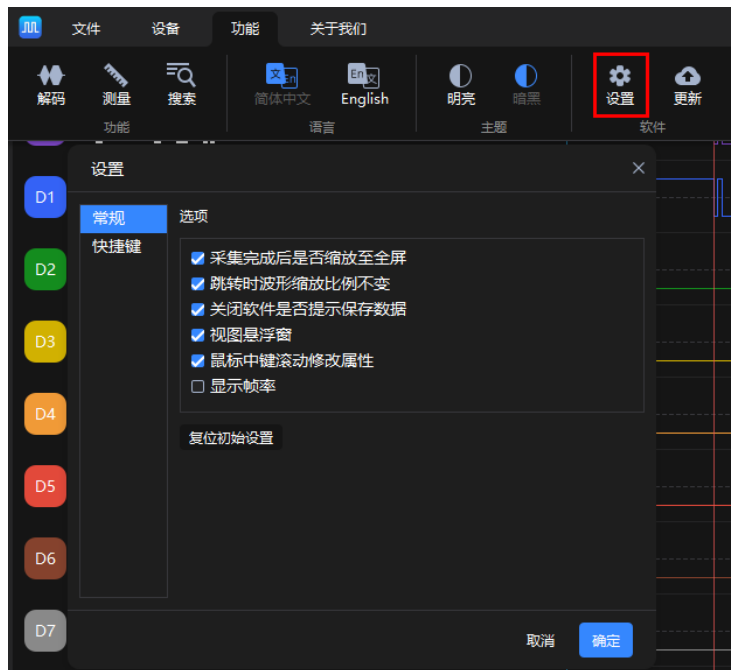 文件 设备 功能 关于我们
解码 测量 搜索 简体中文 English 明亮 暗黑 设置 更新
功能 语言 主题 软件
设置
D1
常规
快捷键
选项
采集完成后是否缩放至全屏
跳转时波形缩放比例不变
关闭软件是否提示保存数据
视图悬浮窗
鼠标中键滚动修改属性
显示帧率
复位初始设置
D2
D3
D4
D5
D6
D7
取消 确定